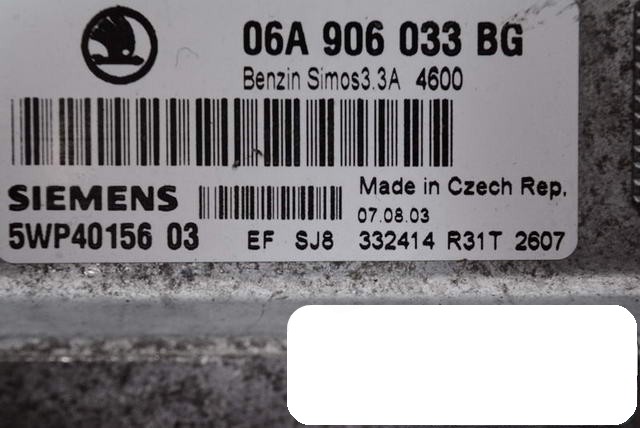 06A 906 033 BG
Benzin Simos3.3A 4600
SIEMENS
Made in Czech Rep.
07.08.03
5WP40156 03
EF SJ8 332414 R31T 2607